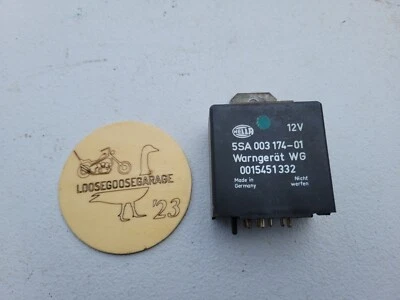 LOOSEGOOSEGARAGE
'23
HELLA
12V
5SA 003 174-01
Warngerät WG
0015451332
Made in Germany
Nicht werfen